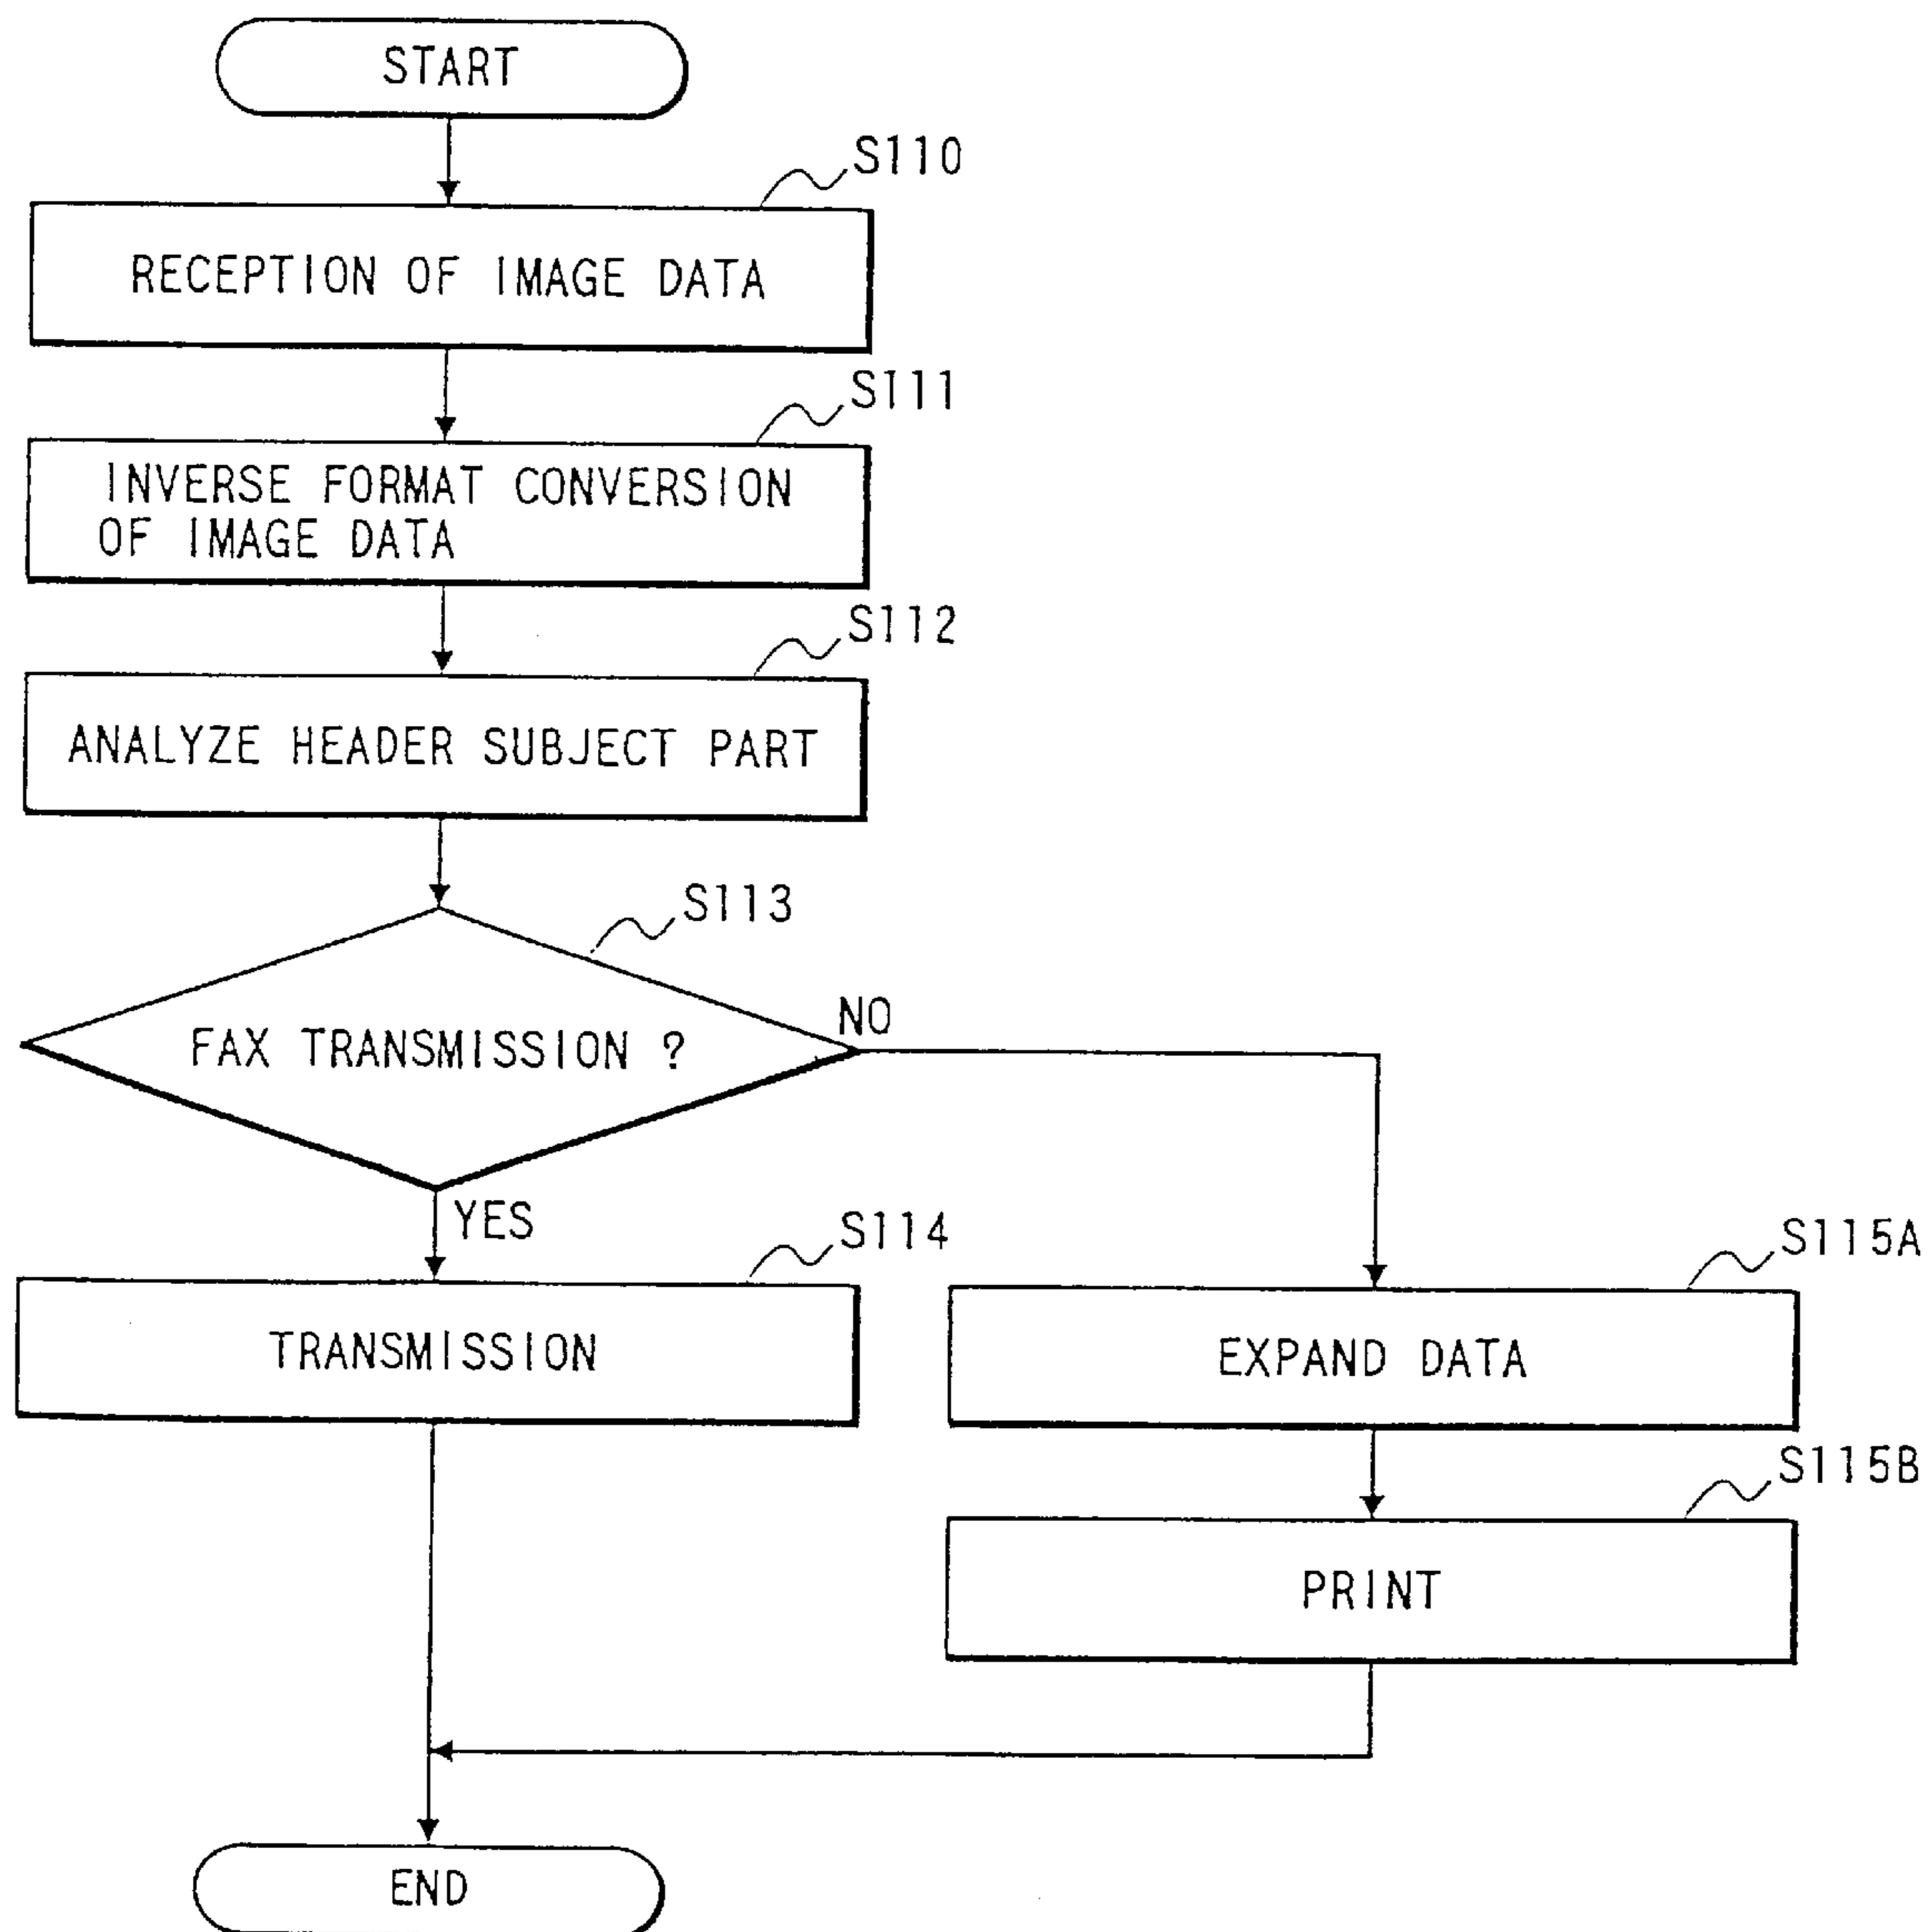 START
S110
RECEPTION OF IMAGE DATA
S111
INVERSE FORMAT CONVERSION
OF IMAGE DATA
S112
ANALYZE HEADER SUBJECT PART
S113
FAX TRANSMISSION ?
NO
YES
S114
TRANSMISSION
S115A
EXPAND DATA
S115B
PRINT
END